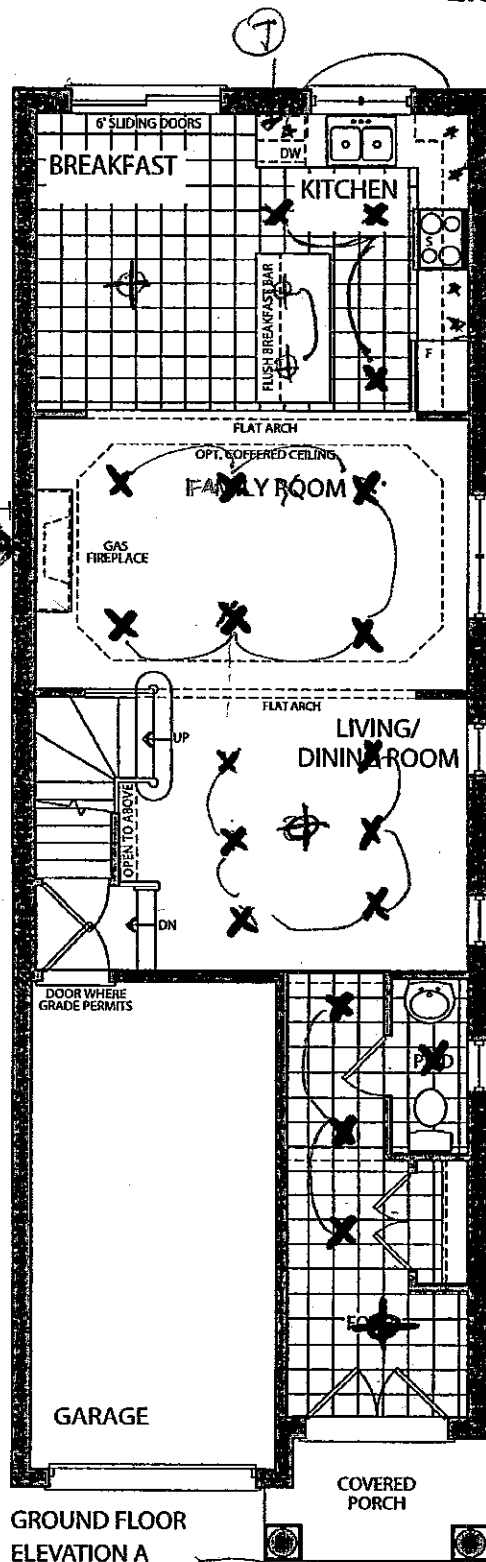 6' SLIDING DOORS
BREAKFAST
DW
KITCHEN
S
FLUSH BREAKFAST BAR
F
FLAT ARCH
OPT. COFFERED CEILING
FAMILY ROOM
GAS
FIREPLACE
FLAT ARCH
LIVING/
DINING ROOM
UP
OPEN TO ABOVE
DN
DOOR WHERE
GRADE PERMITS
GARAGE
COVERED
PORCH
GROUND FLOOR
ELEVATION A